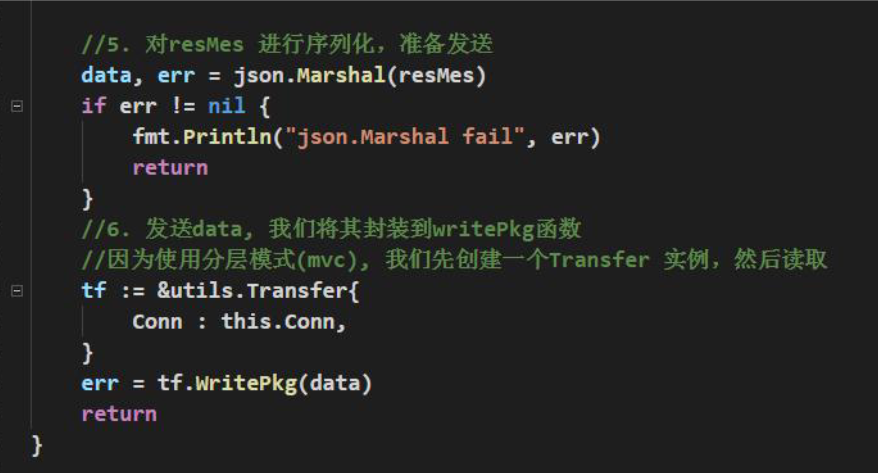 //5. 对resMes 进行序列化，准备发送
data, err = json.Marshal(resMes)
if err != nil {
fmt.Println("json.Marshal fail", err)
return
}
//6. 发送data, 我们将其封装到writePkg函数
//因为使用分层模式(mvc), 我们先创建一个Transfer 实例，然后读取
tf := &utils.Transfer{
Conn : this.Conn,
}
err = tf.WritePkg(data)
return
}